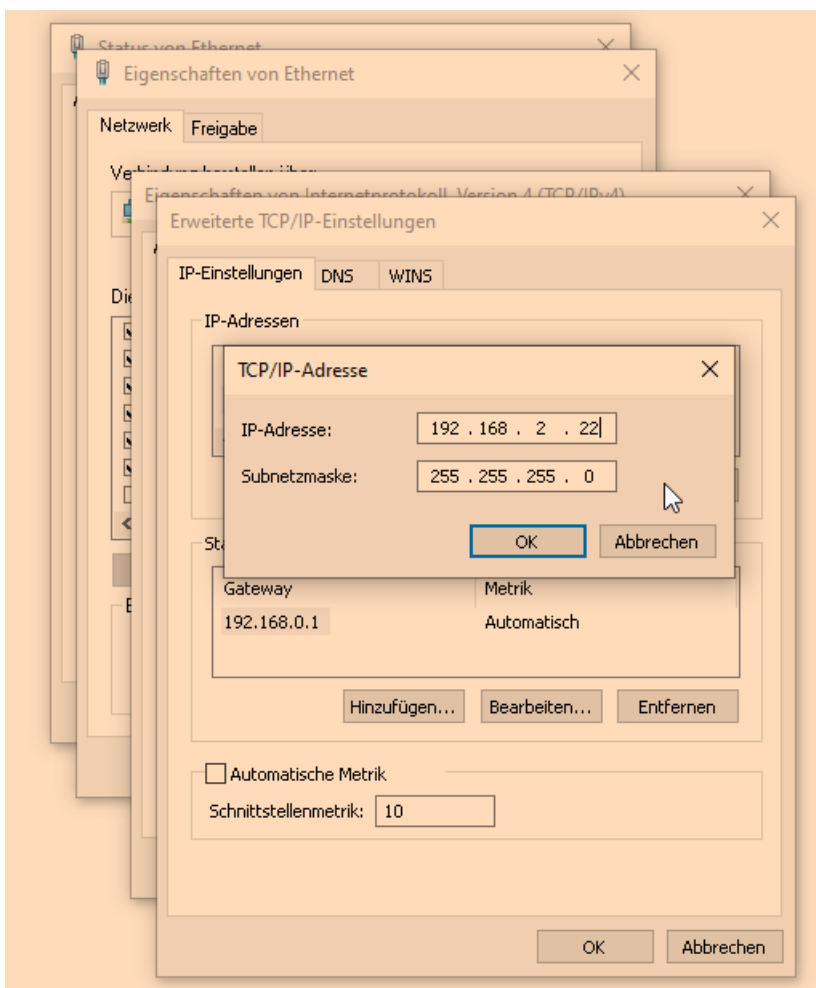 Status von Ethernet
Eigenschaften von Ethernet
Netzwerk Freigabe
Verbindung herstellen über:
Eigenschaften von Internetprotokoll, Version 4 (TCP/IPv4)
Erweiterte TCP/IP-Einstellungen
IP-Einstellungen DNS WINS
IP-Adressen
TCP/IP-Adresse
IP-Adresse: 192 . 168 . 2 . 22
Subnetzmaske: 255 . 255 . 255 . 0
OK Abbrechen
Gateway Metrik
192.168.0.1 Automatisch
Hinzufügen... Bearbeiten... Entfernen
Automatische Metrik
Schnittstellenmetrik: 10
OK Abbrechen